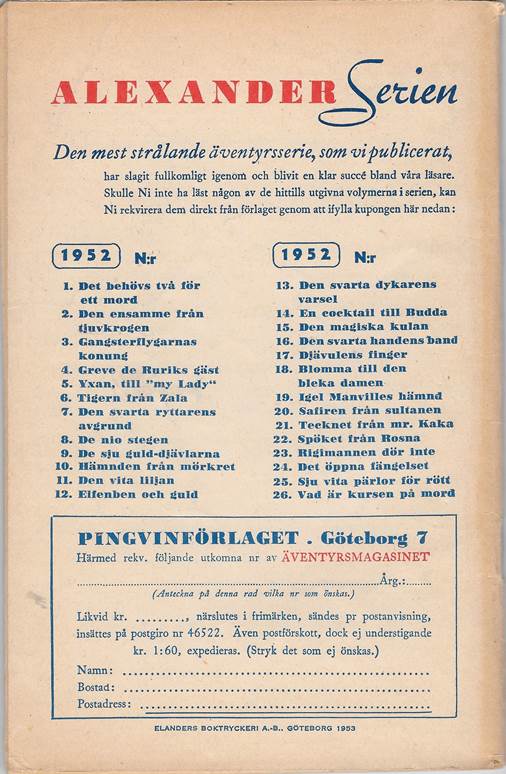 ALEXANDER Serien
Den mest strålande äventyrsserie, som vi publicerat,
har slagit fullkomligt igenom och blivit en klar succé bland våra läsare.
Skulle Ni inte ha läst någon av de hittills utgivna volymerna i serien, kan
Ni rekvirera dem direkt från förlaget genom att ifylla kupongen här nedan:
1952 N:r
1. Det behövs två för
ett mord
2. Den ensamme från
tjuvkrogen
3. Gangsterflygarnas
konung
4. Greve de Ruriks gäst
5. Yxan, till "my Lady"
6. Tigern från Zala
7. Den svarta ryttarens
avgrund
8. De nio stegen
9. De sju guld-djävlarna
10. Hämnden från mörkret
11. Den vita liljan
12. Elfenben och guld
1952 N:r
13. Den svarta dykarens
varsel
14. En cocktail till Budda
15. Den magiska kulan
16. Den svarta handens band
17. Djävulens finger
18. Blomma till den
bleka damen
19. Igel Manvilles hämnd
20. Safiren från sultanen
21. Tecknet från mr. Kaka
22. Spöket från Rosna
23. Rigimannen dör inte
24. Det öppna fängelset
25. Sju vita pärlor för rött
26. Vad är kursen på mord
PINGVINFÖRLAGET . Göteborg 7
Härmed rekv. följande utkomna nr av ÄVENTYRSMAGASINET
........................................................................Årg.:........
(Anteckna på denna rad vilka nr som önskas.)
Likvid kr. .........., närslutes i frimärken, sändes pr postanvisning,
insättes på postgiro nr 46522. Även postförskott, dock ej understigande
kr. 1:60, expedieras. (Stryk det som ej önskas.)
Namn: ............................................................
Bostad: ............................................................
Postadress: ............................................................
ELANDERS BOKTRYCKERI A.-B., GÖTEBORG 1953